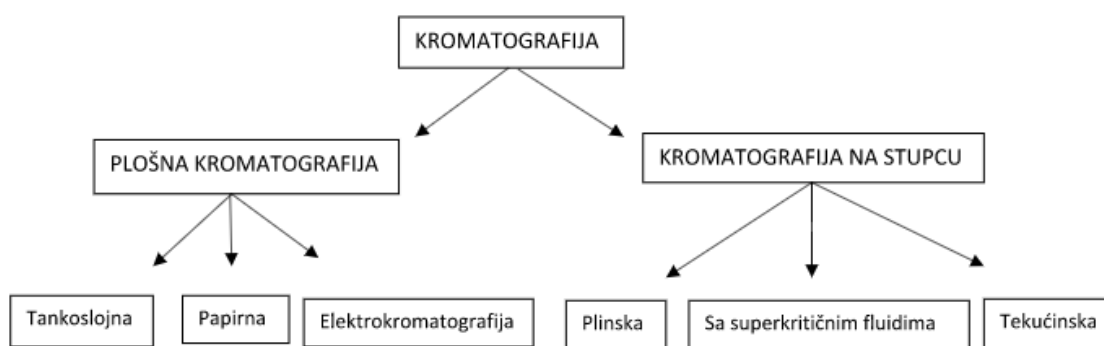 KROMATOGRAFIJA
PLOŠNA KROMATOGRAFIJA
KROMATOGRAFIJA NA STUPCU
Tankoslojna
Papirna
Elektrokromatografija
Plinska
Sa superkritičnim fluidima
Tekućinska